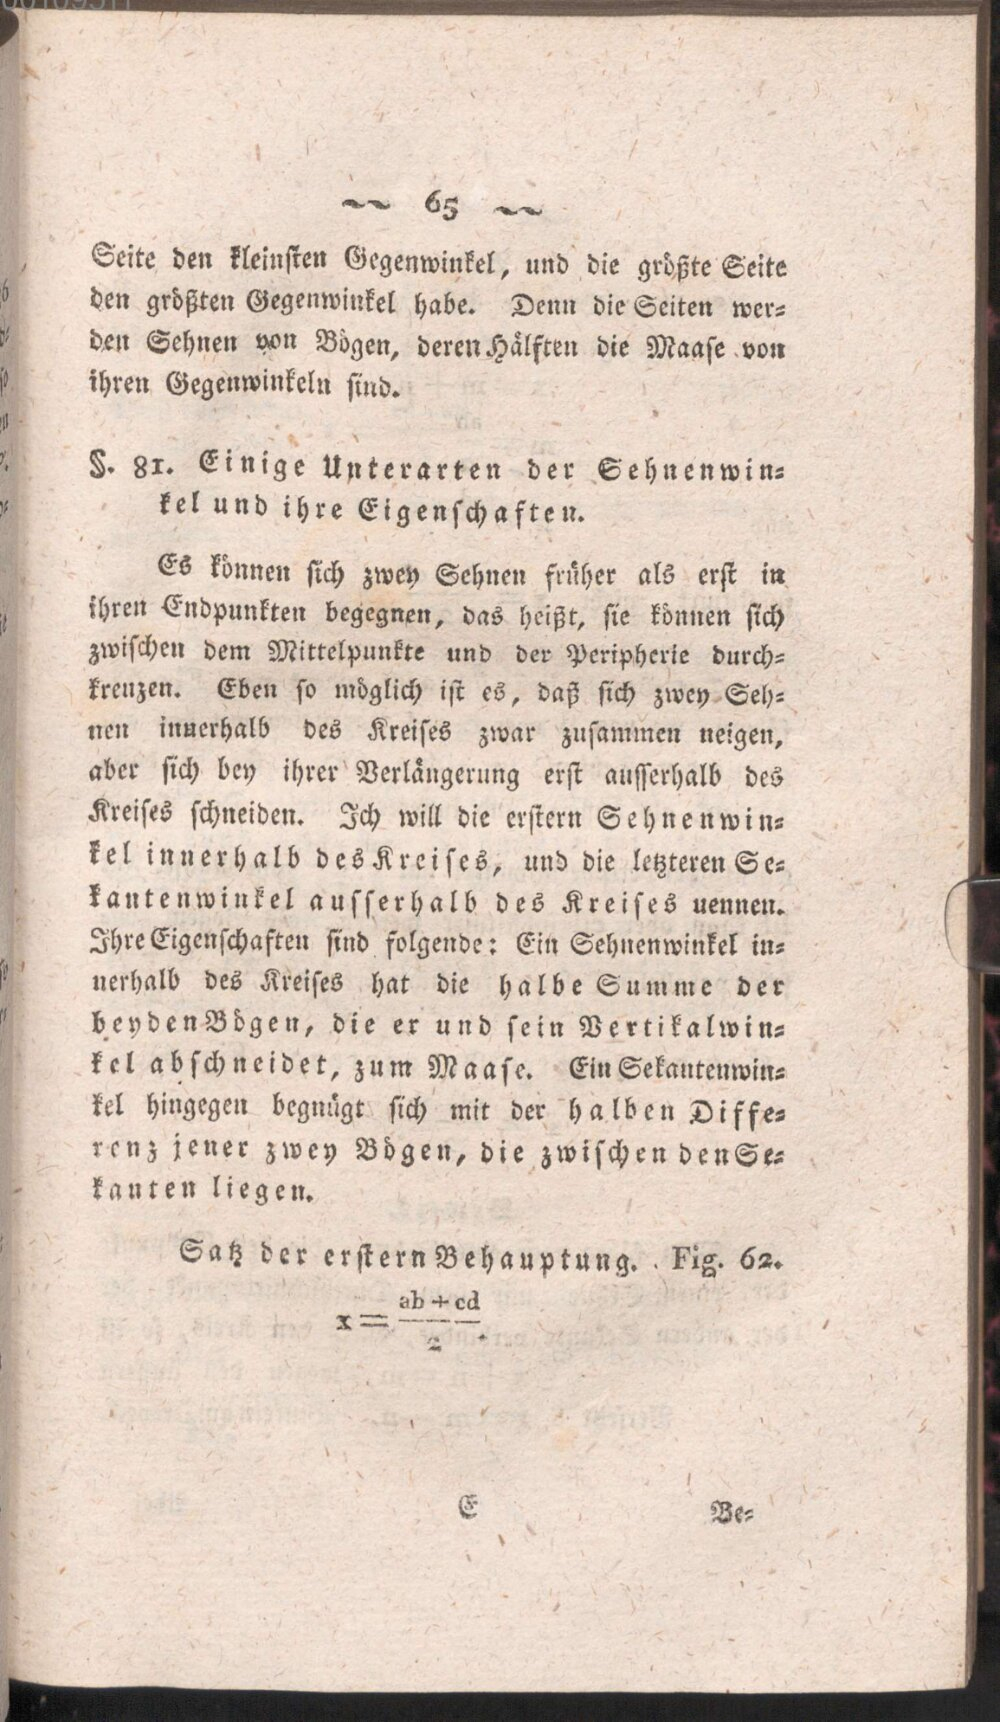 ~~ 65 ~~
Seite den kleinsten Gegenwinkel, und die größte Seite
den größten Gegenwinkel habe. Denn die Seiten wer=
den Sehnen von Bögen, deren Hälften die Maase von
ihren Gegenwinkeln sind.
§. 81. Einige Unterarten der Sehnenwin=
kel und ihre Eigenschaften.
Es können sich zwey Sehnen früher als erst in
ihren Endpunkten begegnen, das heißt, sie können sich
zwischen dem Mittelpunkte und der Peripherie durch=
kreuzen. Eben so möglich ist es, daß sich zwey Seh=
nen innerhalb des Kreises zwar zusammen neigen,
aber sich bey ihrer Verlängerung erst ausserhalb des
Kreises schneiden. Ich will die erstern Sehnenwin=
kel innerhalb des Kreises, und die letzteren Se=
kantenwinkel ausserhalb des Kreises uennen.
Ihre Eigenschaften sind folgende: Ein Sehnenwinkel in=
nerhalb des Kreises hat die halbe Summe der
beyden Bögen, die er und sein Vertikalwin=
kel abschneidet, zum Maase. Ein Sekantenwin=
kel hingegen begnügt sich mit der halben Diffe=
renz jener zwey Bögen, die zwischen den Se=
kanten liegen.
Satz der erstern Behauptung. Fig. 62.
x = (ab + cd)/2.
E Be=